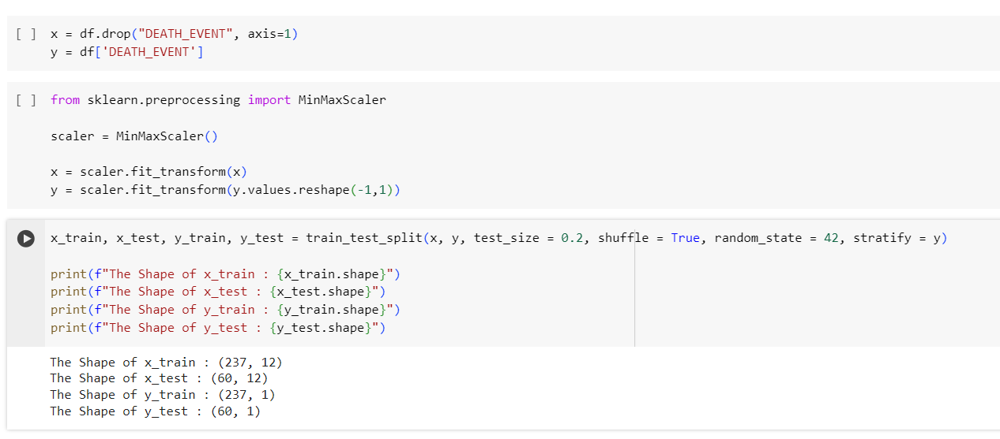 [ ] x = df.drop("DEATH_EVENT", axis=1)
y = df['DEATH_EVENT']
[ ] from sklearn.preprocessing import MinMaxScaler
scaler = MinMaxScaler()
x = scaler.fit_transform(x)
y = scaler.fit_transform(y.values.reshape(-1,1))
x_train, x_test, y_train, y_test = train_test_split(x, y, test_size = 0.2, shuffle = True, random_state = 42, stratify = y)
print(f"The Shape of x_train : {x_train.shape}")
print(f"The Shape of x_test : {x_test.shape}")
print(f"The Shape of y_train : {y_train.shape}")
print(f"The Shape of y_test : {y_test.shape}")
The Shape of x_train : (237, 12)
The Shape of x_test : (60, 12)
The Shape of y_train : (237, 1)
The Shape of y_test : (60, 1)